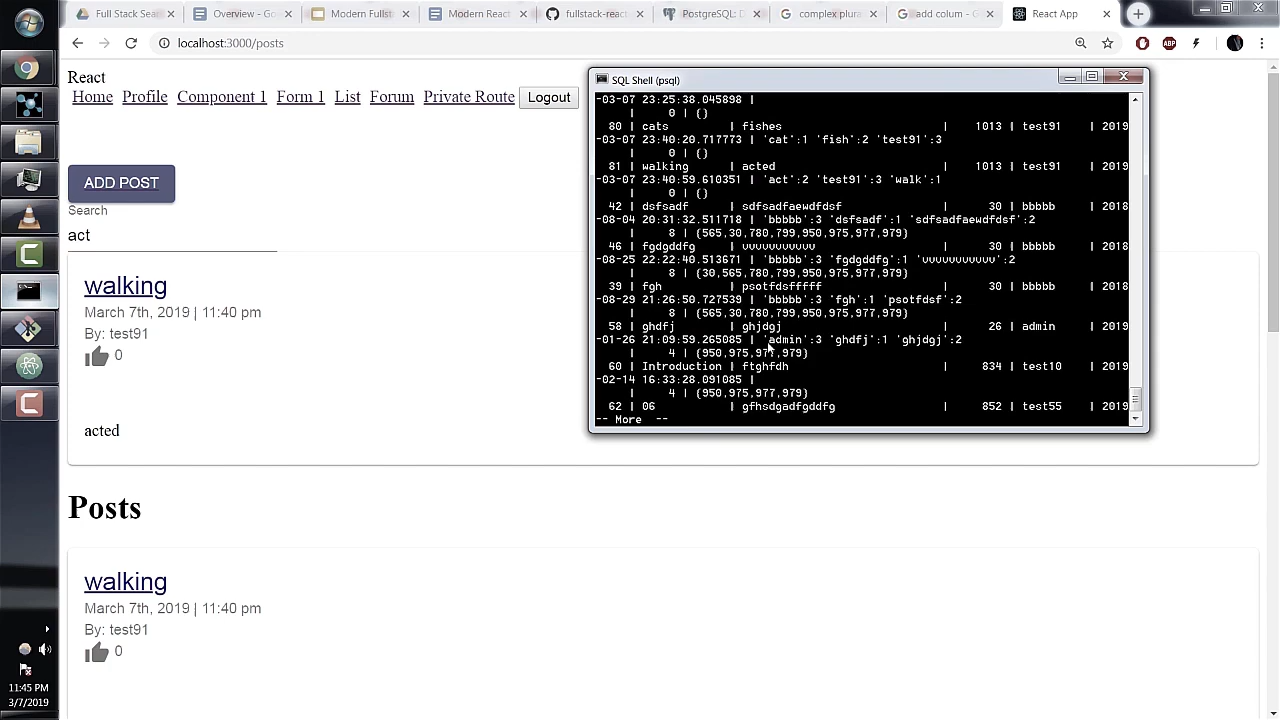 Full Stack Searc
Overview - Goo
Modern Fullst
Modern React
fullstack-react
PostgreSQL: D
complex plura
add colum - G
React App
localhost:3000/posts
React
Home Profile Component 1 Form 1 List Forum Private Route Logout
ADD POST
Search
act
walking
March 7th, 2019 | 11:40 pm
By: test91
0
acted
Posts
walking
March 7th, 2019 | 11:40 pm
By: test91
0
SQL Shell (psql)
-03-07 23:25:38.045898 |
| 0 | {}
80 | cats | fishes | 1013 | test91 | 2019
-03-07 23:40:20.717773 | 'cat':1 'fish':2 'test91':3
| 0 | {}
81 | walking | acted | 1013 | test91 | 2019
-03-07 23:40:59.610351 | 'act':2 'test91':3 'walk':1
| 0 | {}
42 | dsfsadf | sdfsadfaewdfdsf | 30 | bbbbb | 2018
-08-04 20:31:32.511718 | 'bbbbb':3 'dsfsadf':1 'sdfsadfaewdfdsf':2
| 8 | {565,30,780,799,950,975,977,979}
46 | fgdgddfg | vvvvvvvvvvv | 30 | bbbbb | 2018
-08-25 22:22:40.513671 | 'bbbbb':3 'fgdgddfg':1 'vvvvvvvvvvv':2
| 8 | {30,565,780,799,950,975,977,979}
39 | fgh | psotfdsfffff | 30 | bbbbb | 2018
-08-29 21:26:50.727539 | 'bbbbb':3 'fgh':1 'psotfdsf':2
| 8 | {565,30,780,799,950,975,977,979}
58 | ghdfj | ghjdgj | 26 | admin | 2019
-01-26 21:09:59.265085 | 'admin':3 'ghdfj':1 'ghjdgj':2
| 4 | {950,975,977,979}
60 | Introduction | ftghfdh | 834 | test10 | 2019
-02-14 16:33:28.091085 |
| 4 | {950,975,977,979}
62 | 06 | gfhsdgadfgddfg | 852 | test55 | 2019
-- More --
11:45 PM
3/7/2019